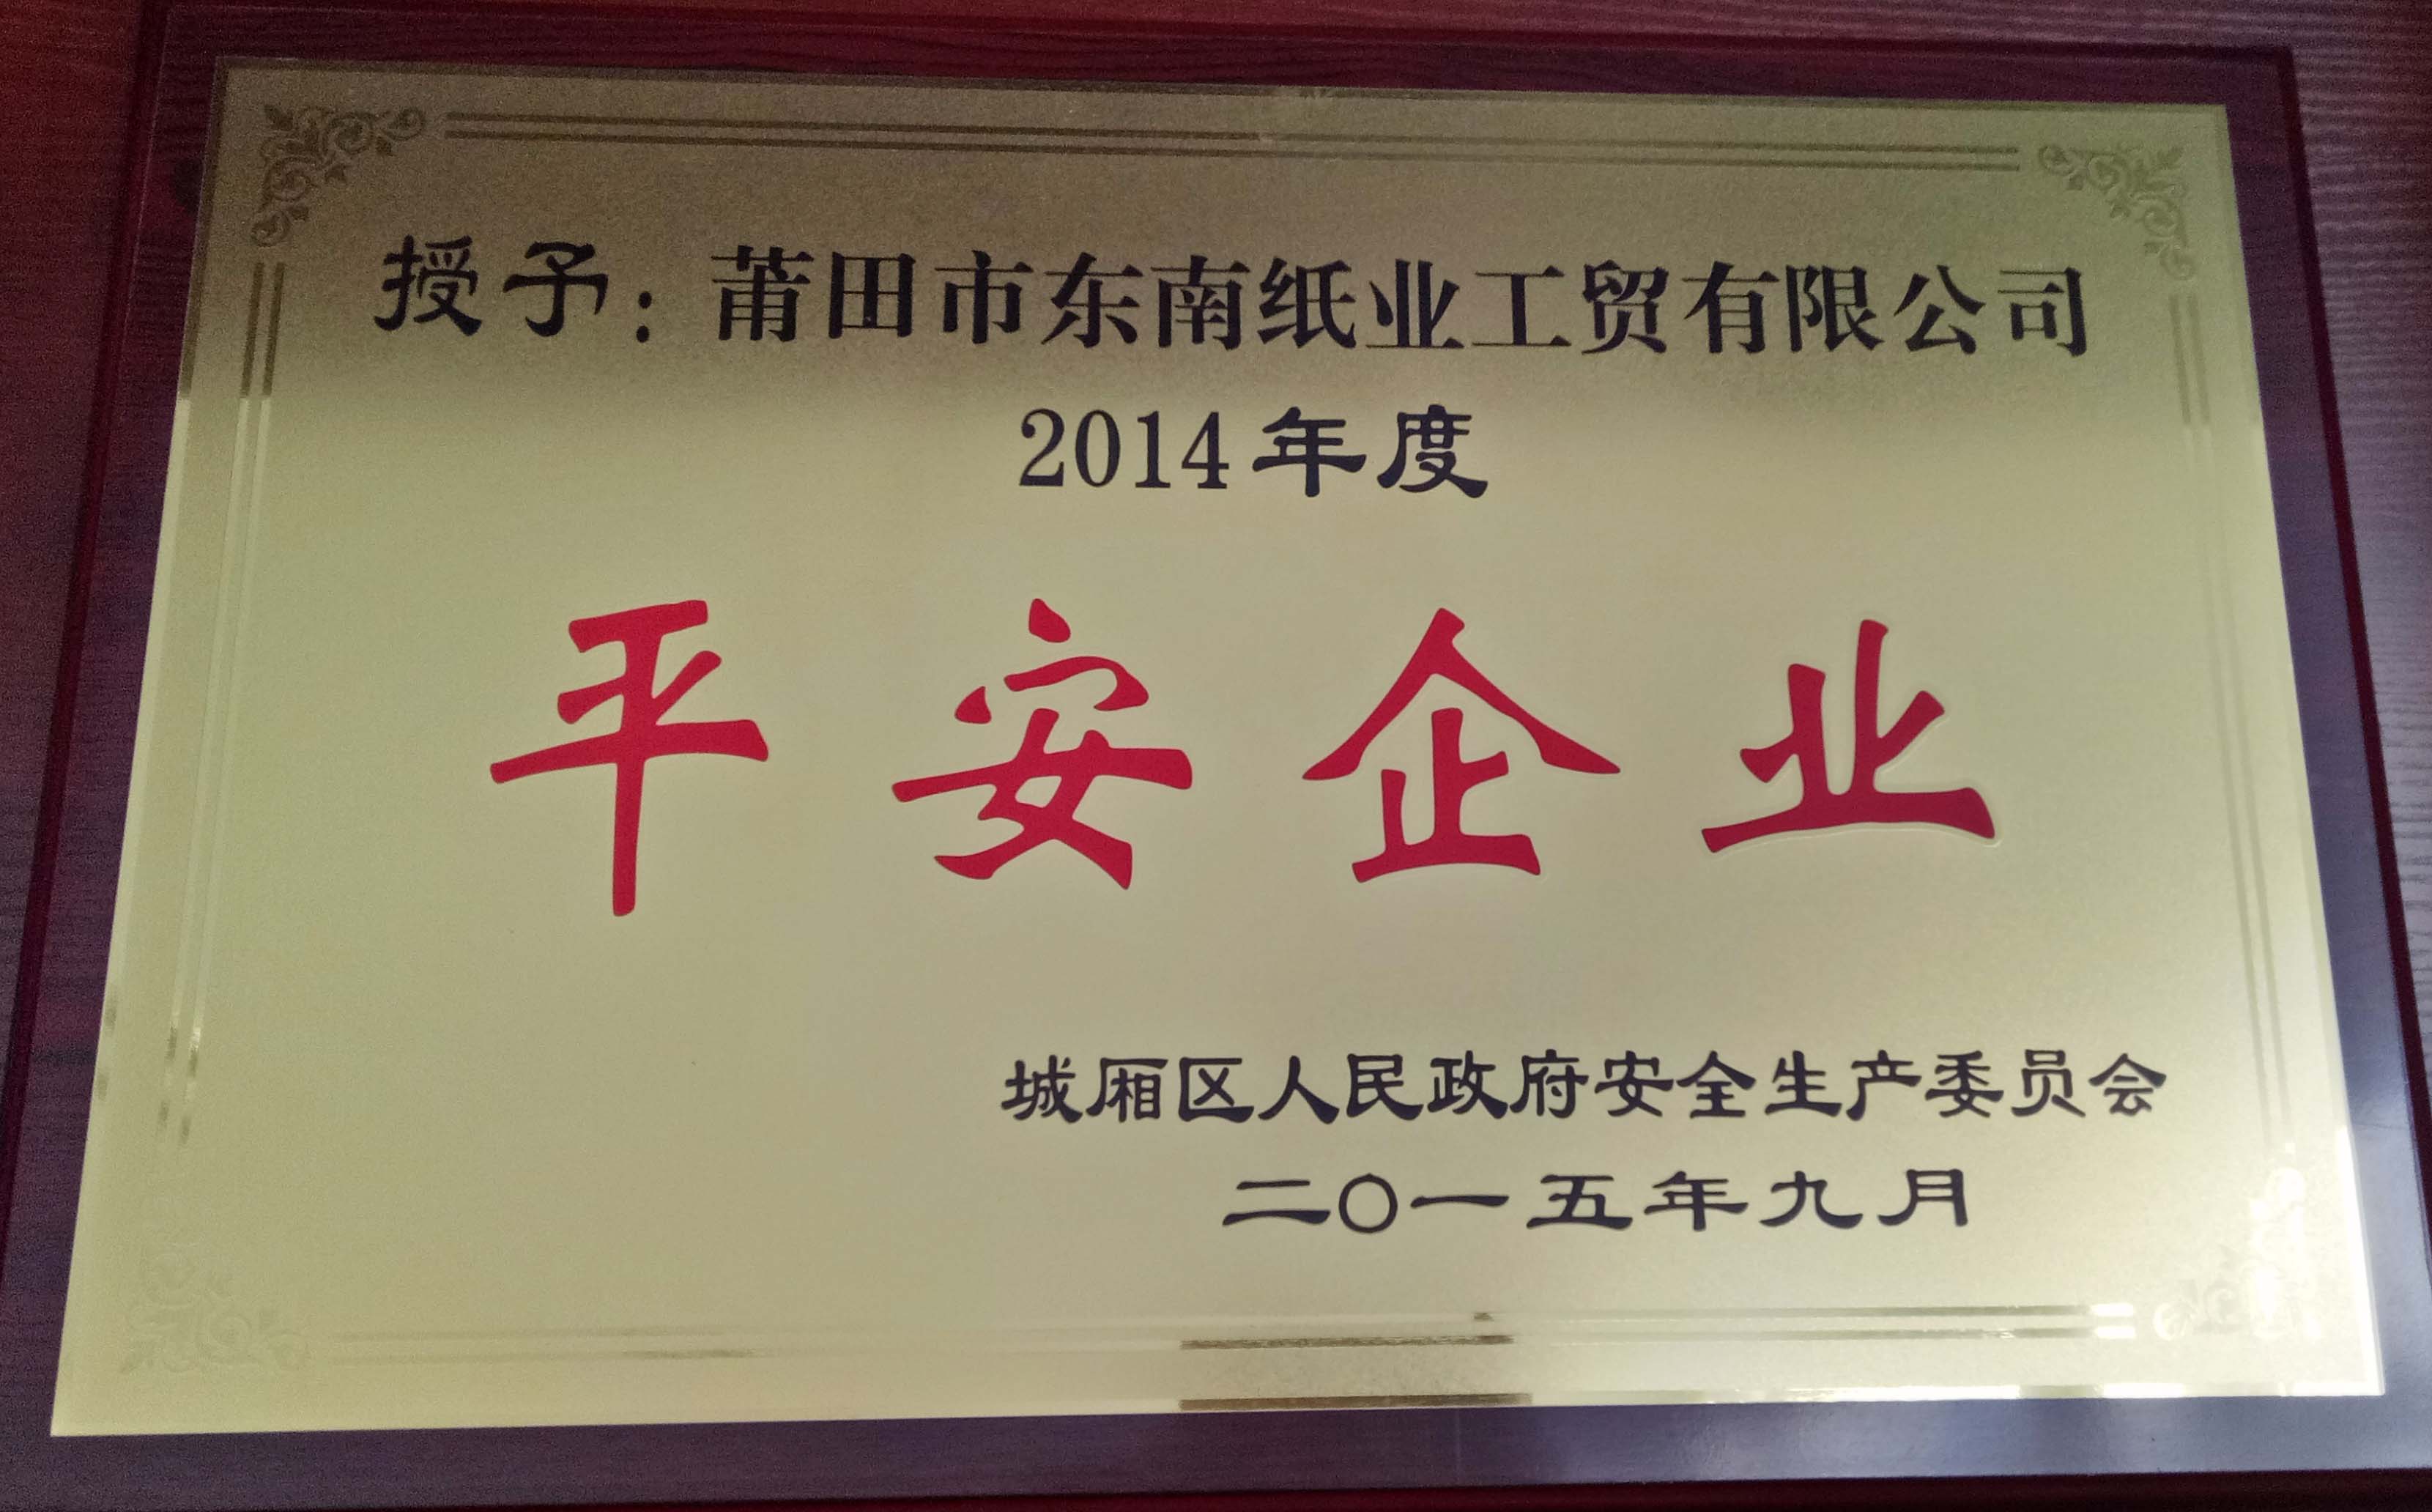 授予：莆田市东南纸业工贸有限公司
2014年度
平安企业
城厢区人民政府安全生产委员会
二〇一五年九月